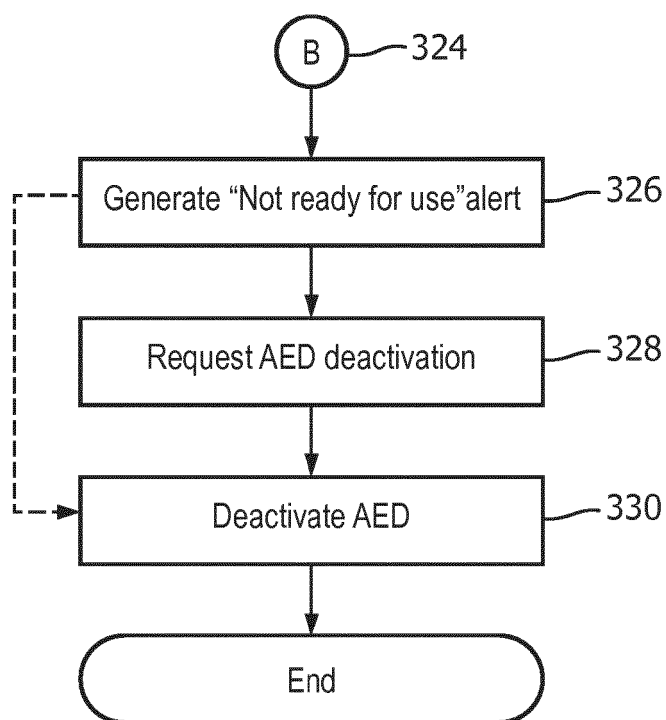 B
324
Generate “Not ready for use”alert
326
Request AED deactivation
328
Deactivate AED
330
End